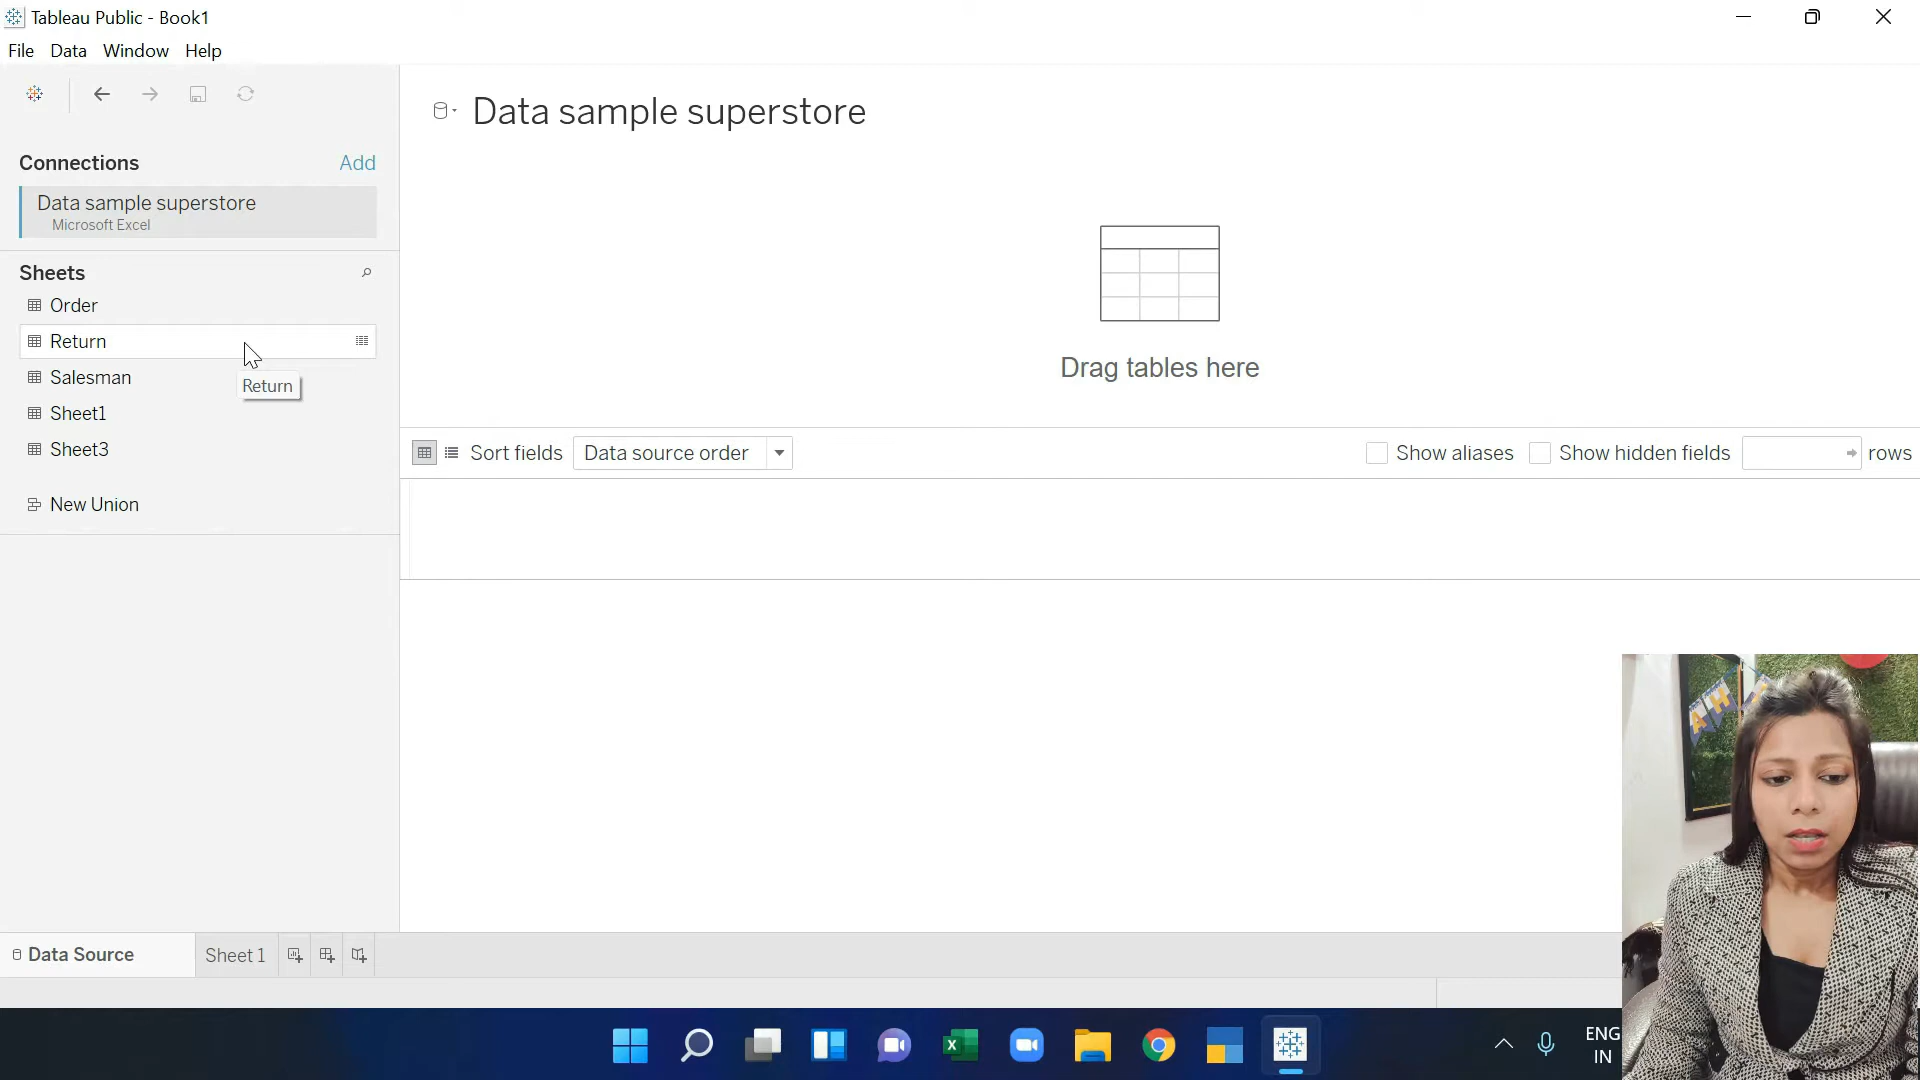 Tableau Public - Book1
File Data Window Help
Data sample superstore
Connections Add
Data sample superstore
Microsoft Excel
Sheets
Order
Return
Return
Salesman
Sheet1
Sheet3
New Union
Drag tables here
Sort fields Data source order Show aliases Show hidden fields rows
Data Source Sheet 1
ENG
IN